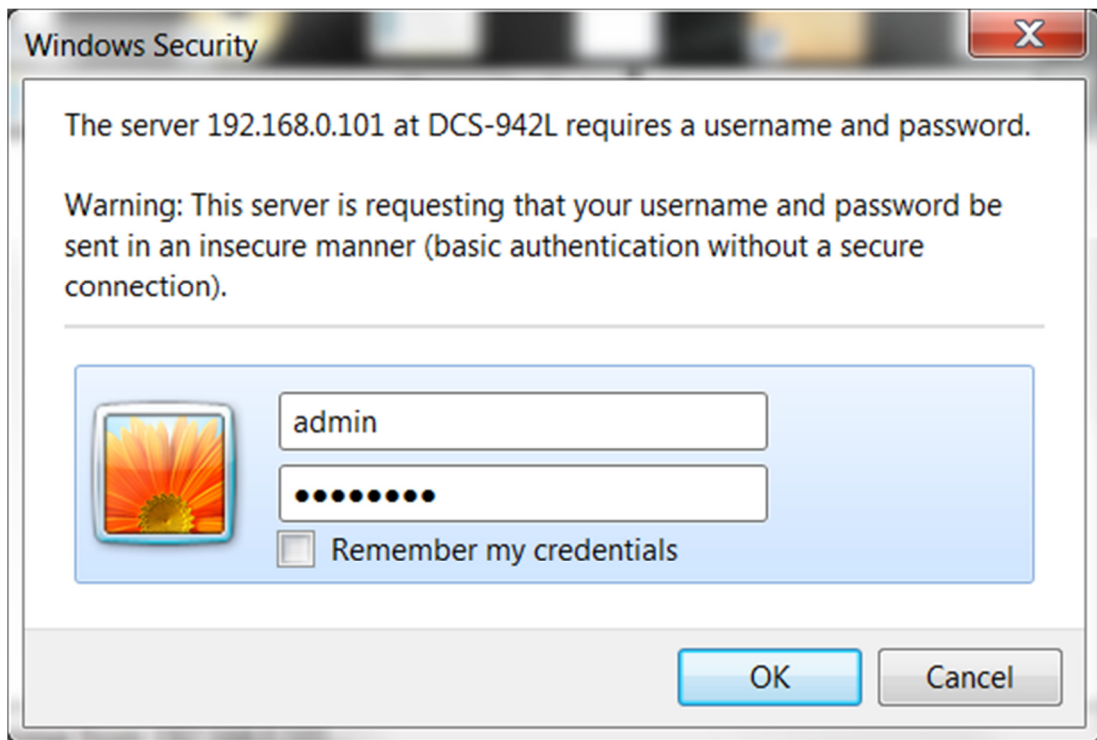 Windows Security
The server 192.168.0.101 at DCS-942L requires a username and password.
Warning: This server is requesting that your username and password be
sent in an insecure manner (basic authentication without a secure
connection).
admin
●●●●●●●●
Remember my credentials
OK
Cancel